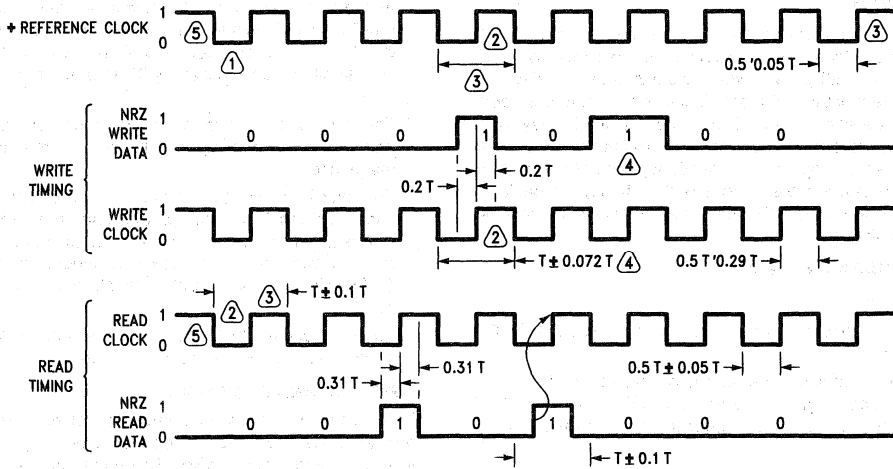 + REFERENCE CLOCK
1
0
5
1
2
3
0.5 '0.05 T
3
WRITE TIMING
NRZ WRITE DATA
1
0
0 0 0 1 0 1 0 0
4
0.2 T
0.2 T
WRITE CLOCK
1
0
2
T ± 0.072 T 4
0.5 T'0.29 T
READ TIMING
READ CLOCK
1
0
5
2
3
T ± 0.1 T
0.31 T
0.31 T
0.5 T ± 0.05 T
NRZ READ DATA
1
0
0 0 1 0 1 0 0 0
T ± 0.1 T